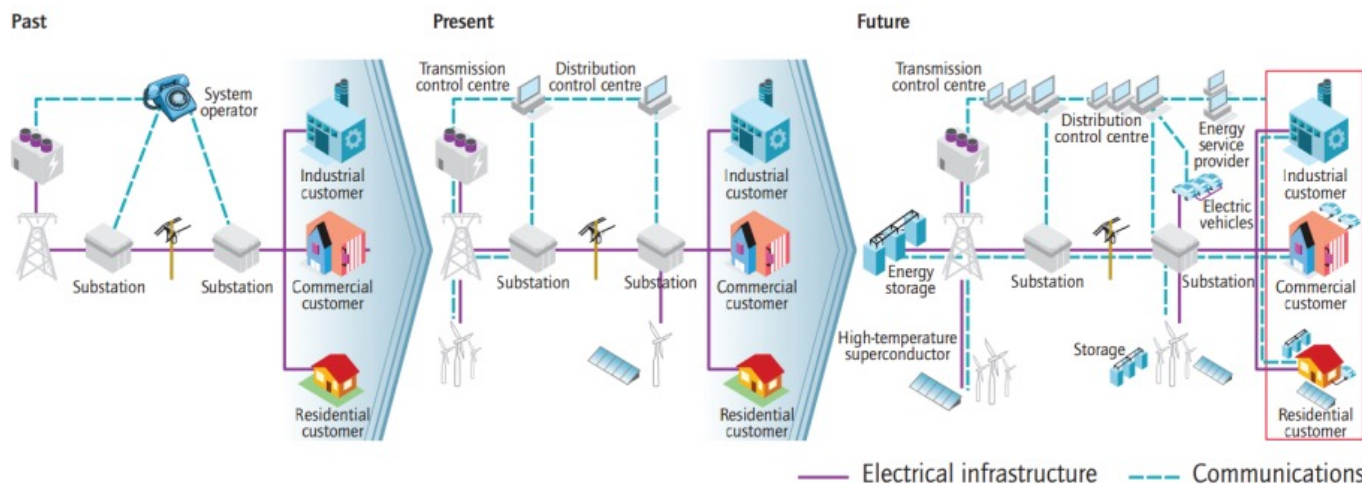 Past
System
operator
Substation
Substation
Industrial
customer
Commercial
customer
Residential
customer
Present
Transmission
control centre
Distribution
control centre
Substation
Substation
Industrial
customer
Commercial
customer
Residential
customer
Future
Transmission
control centre
Distribution
control centre
Energy
service
provider
Electric
vehicles
Energy
storage
Substation
Substation
High-temperature
superconductor
Storage
Industrial
customer
Commercial
customer
Residential
customer
Electrical infrastructure
Communications